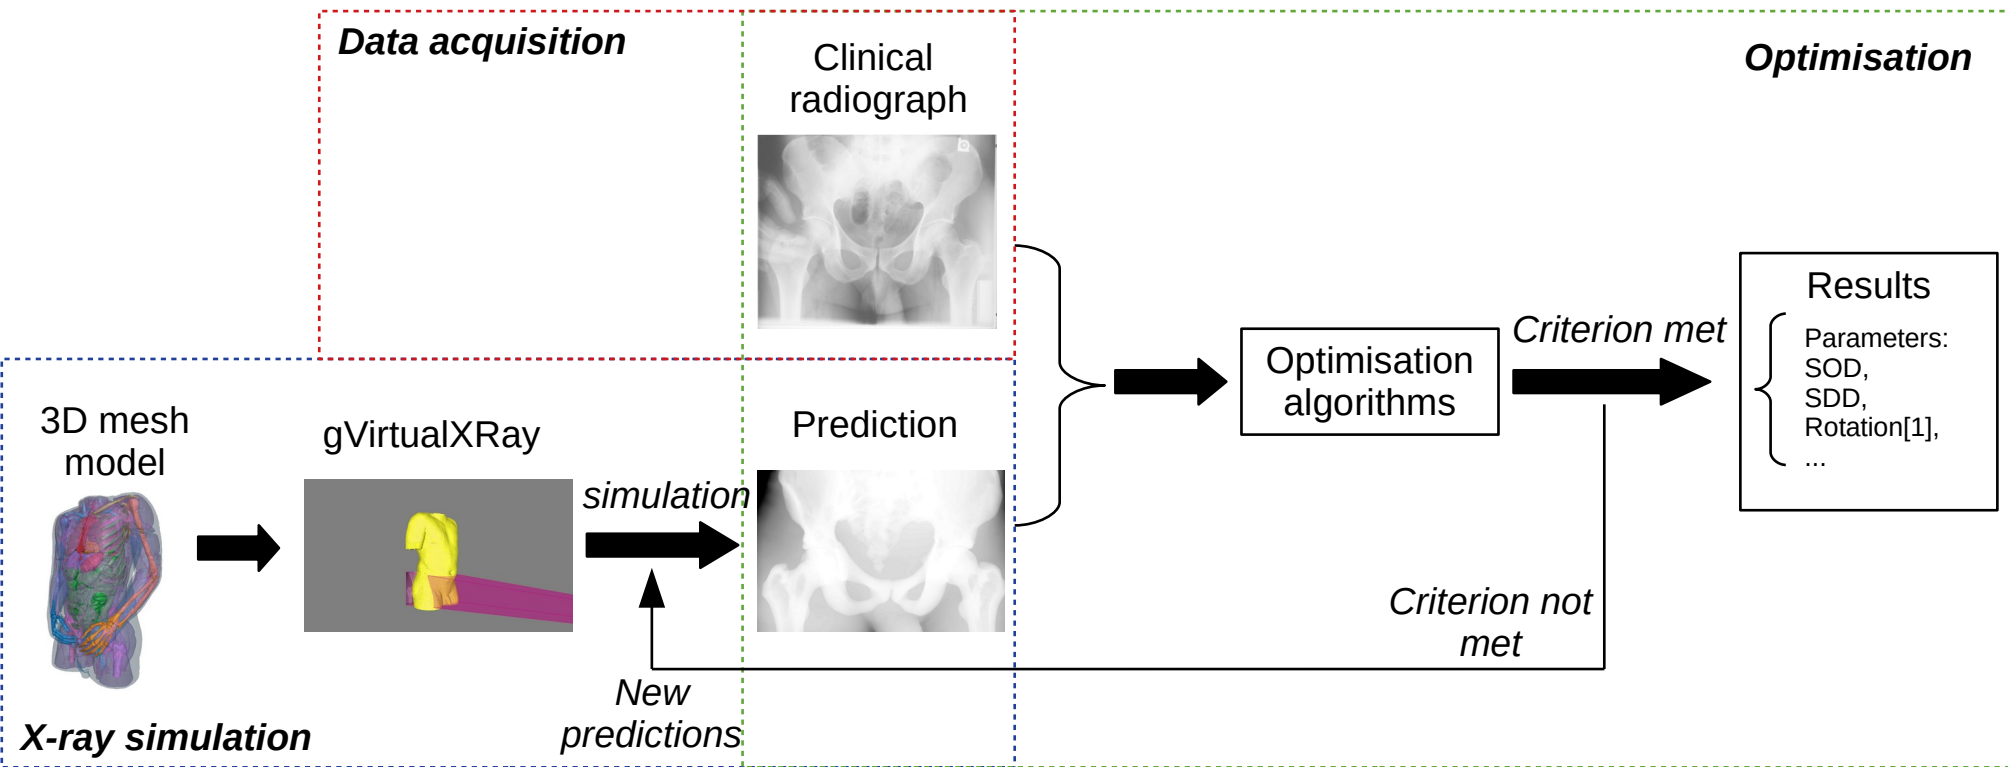 Data acquisition
Clinical
radiograph
Optimisation
3D mesh
model
gVirtualXRay
simulation
Prediction
Optimisation
algorithms
Criterion met
Results
Parameters:
SOD,
SDD,
Rotation[1],
...
Criterion not
met
New
predictions
X-ray simulation